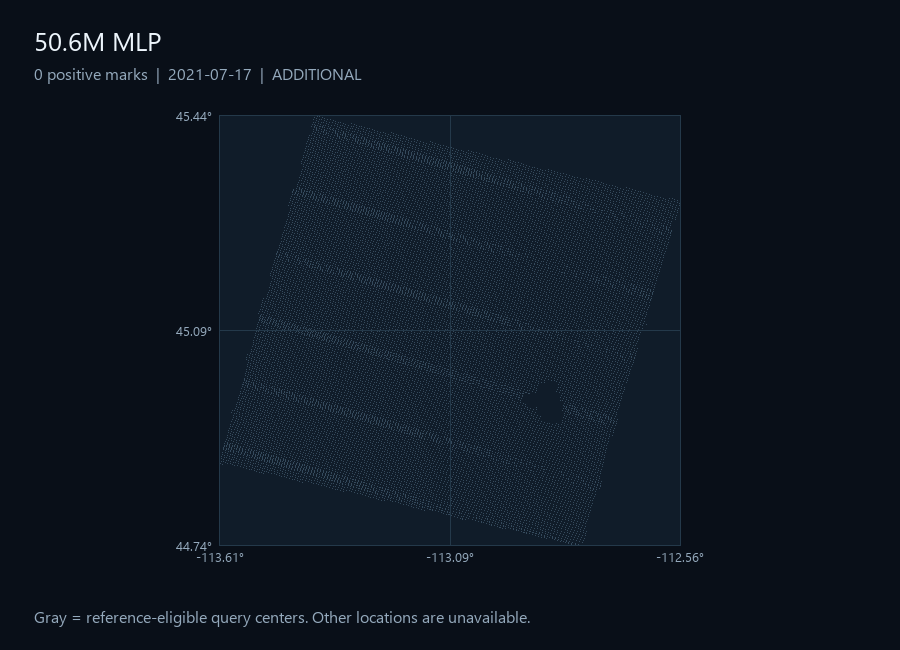 50.6M MLP
0 positive marks | 2021-07-17 | ADDITIONAL
45.44°
45.09°
44.74°
-113.61° -113.09° -112.56°
Gray = reference-eligible query centers. Other locations are unavailable.